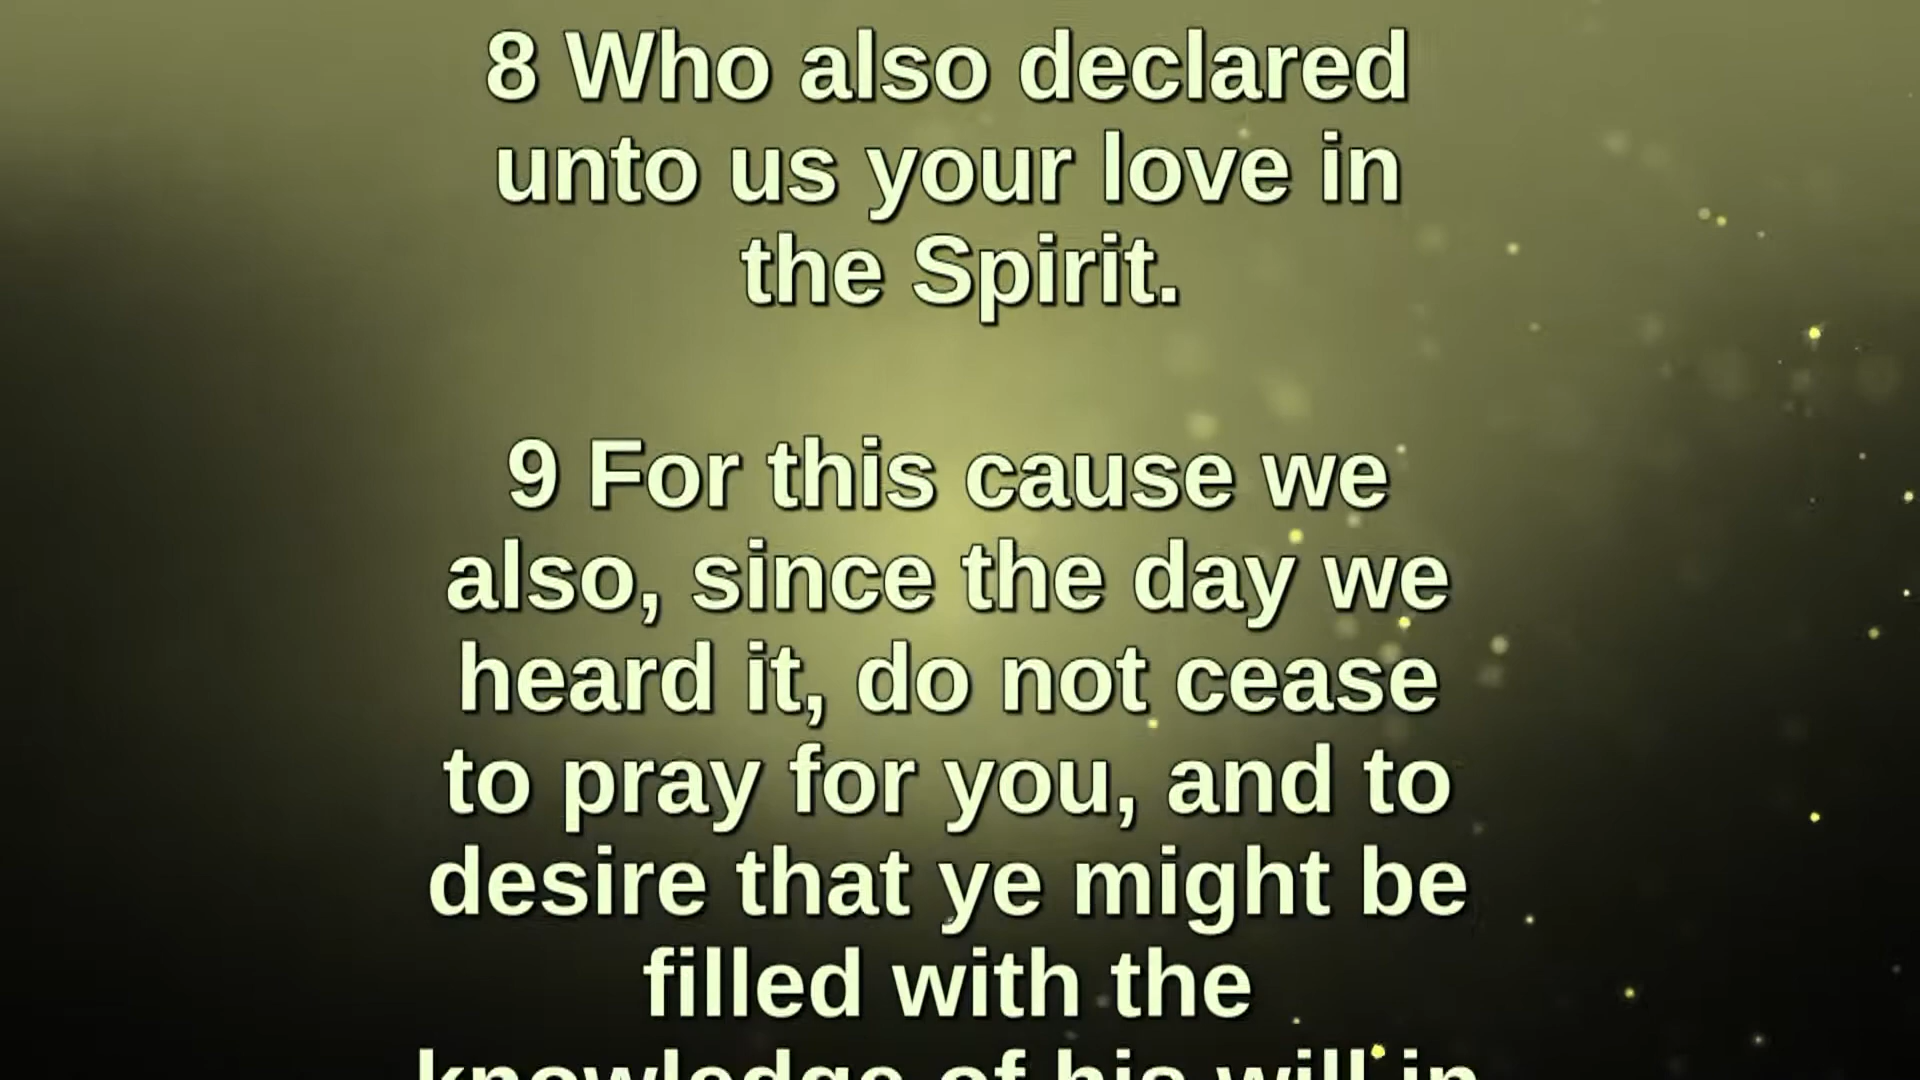 8 Who also declared
unto us your love in
the Spirit.
9 For this cause we
also, since the day we
heard it, do not cease
to pray for you, and to
desire that ye might be
filled with the
knowledge of his will in